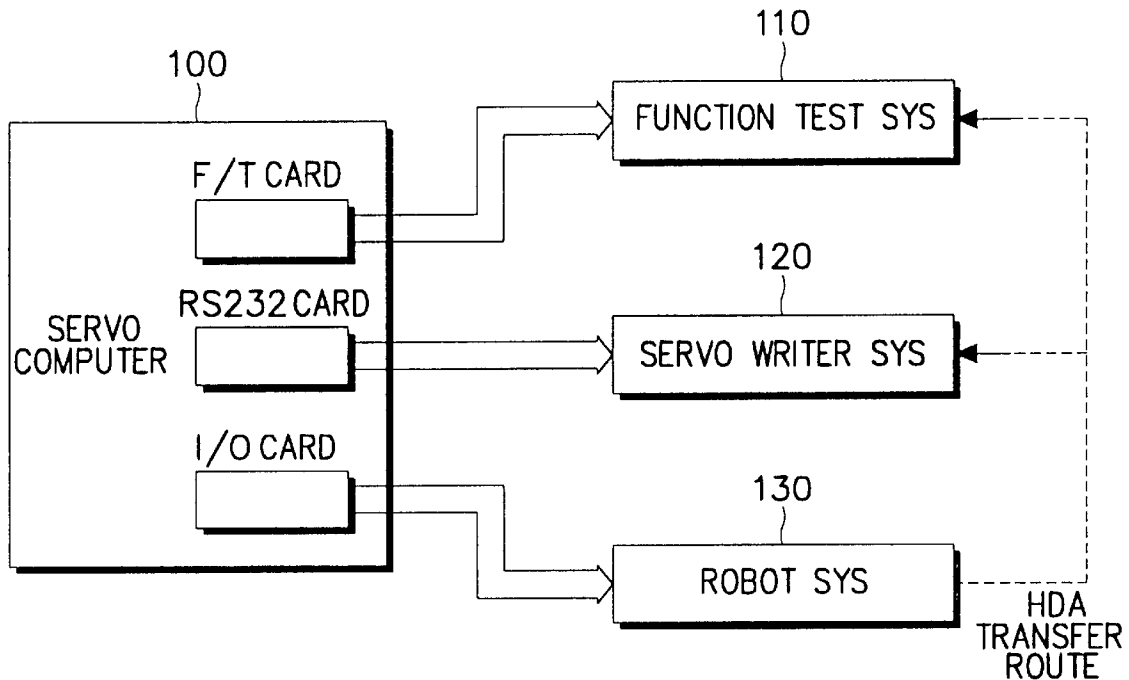 100
F/T CARD
RS232 CARD
SERVO
COMPUTER
I/O CARD
110
FUNCTION TEST SYS
120
SERVO WRITER SYS
130
ROBOT SYS
HDA
TRANSFER
ROUTE